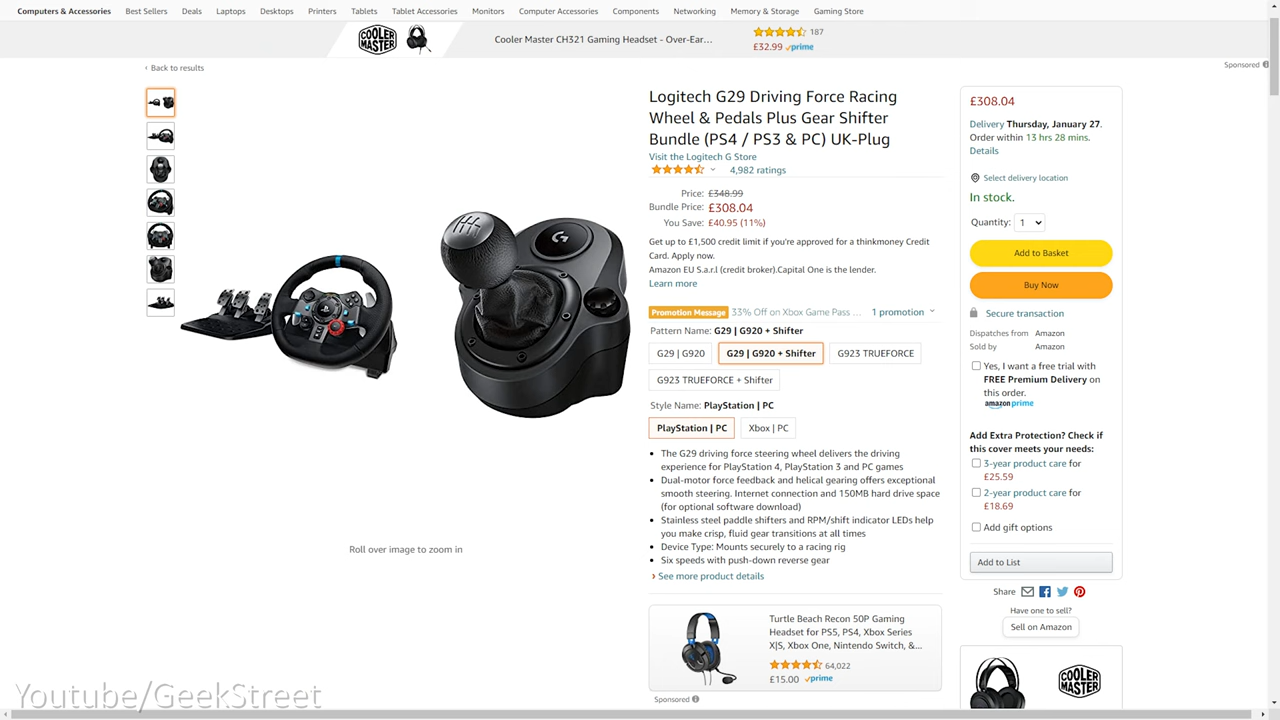 Computers & Accessories Best Sellers Deals Laptops Desktops Printers Tablets Tablet Accessories Monitors Computer Accessories Components Networking Memory & Storage Gaming Store
COOLER MASTER
Cooler Master CH321 Gaming Headset - Over-Ear…
187
£32.99 prime
Sponsored
‹ Back to results
Logitech G29 Driving Force Racing
Wheel & Pedals Plus Gear Shifter
Bundle (PS4 / PS3 & PC) UK-Plug
Visit the Logitech G Store
4,982 ratings
Price: £348.99
Bundle Price: £308.04
You Save: £40.95 (11%)
Get up to £1,500 credit limit if you're approved for a thinkmoney Credit
Card. Apply now.
Amazon EU S.a.r.l (credit broker).Capital One is the lender.
Learn more
Promotion Message 33% Off on Xbox Game Pass … 1 promotion
Pattern Name: G29 | G920 + Shifter
G29 | G920 G29 | G920 + Shifter G923 TRUEFORCE
G923 TRUEFORCE + Shifter
Style Name: PlayStation | PC
PlayStation | PC Xbox | PC
• The G29 driving force steering wheel delivers the driving
experience for PlayStation 4, PlayStation 3 and PC games
• Dual-motor force feedback and helical gearing offers exceptional
smooth steering. Internet connection and 150MB hard drive space
(for optional software download)
• Stainless steel paddle shifters and RPM/shift indicator LEDs help
you make crisp, fluid gear transitions at all times
• Device Type: Mounts securely to a racing rig
• Six speeds with push-down reverse gear
› See more product details
Roll over image to zoom in
Turtle Beach Recon 50P Gaming
Headset for PS5, PS4, Xbox Series
X|S, Xbox One, Nintendo Switch, &…
64,022
£15.00 prime
Sponsored
£308.04
Delivery Thursday, January 27.
Order within 13 hrs 28 mins.
Details
Select delivery location
In stock.
Quantity: 1
Add to Basket
Buy Now
Secure transaction
Dispatches from Amazon
Sold by Amazon
Yes, I want a free trial with
FREE Premium Delivery on
this order.
amazon prime
Add Extra Protection? Check if
this cover meets your needs:
3-year product care for
£25.59
2-year product care for
£18.69
Add gift options
Add to List
Share
Have one to sell?
Sell on Amazon
COOLER MASTER
Youtube/GeekStreet